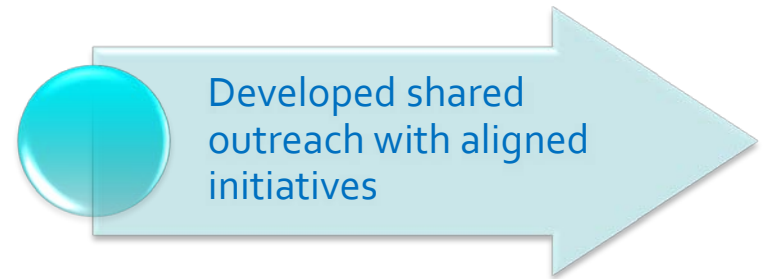 Developed shared
outreach with aligned
initiatives